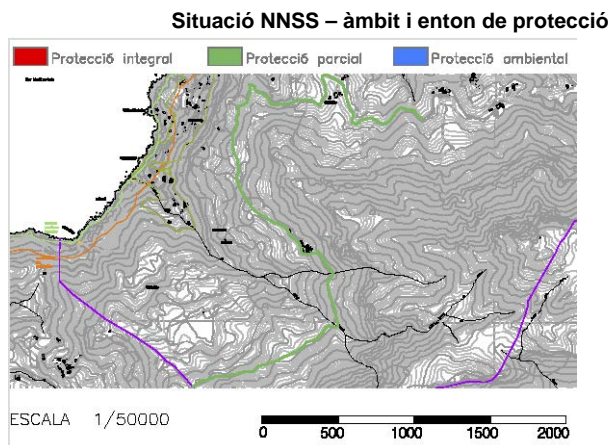 Situació NNSS – àmbit i enton de protecció
Protecció integral Protecció parcial Protecció ambiental
ESCALA 1/50000
0 500 1000 1500 2000